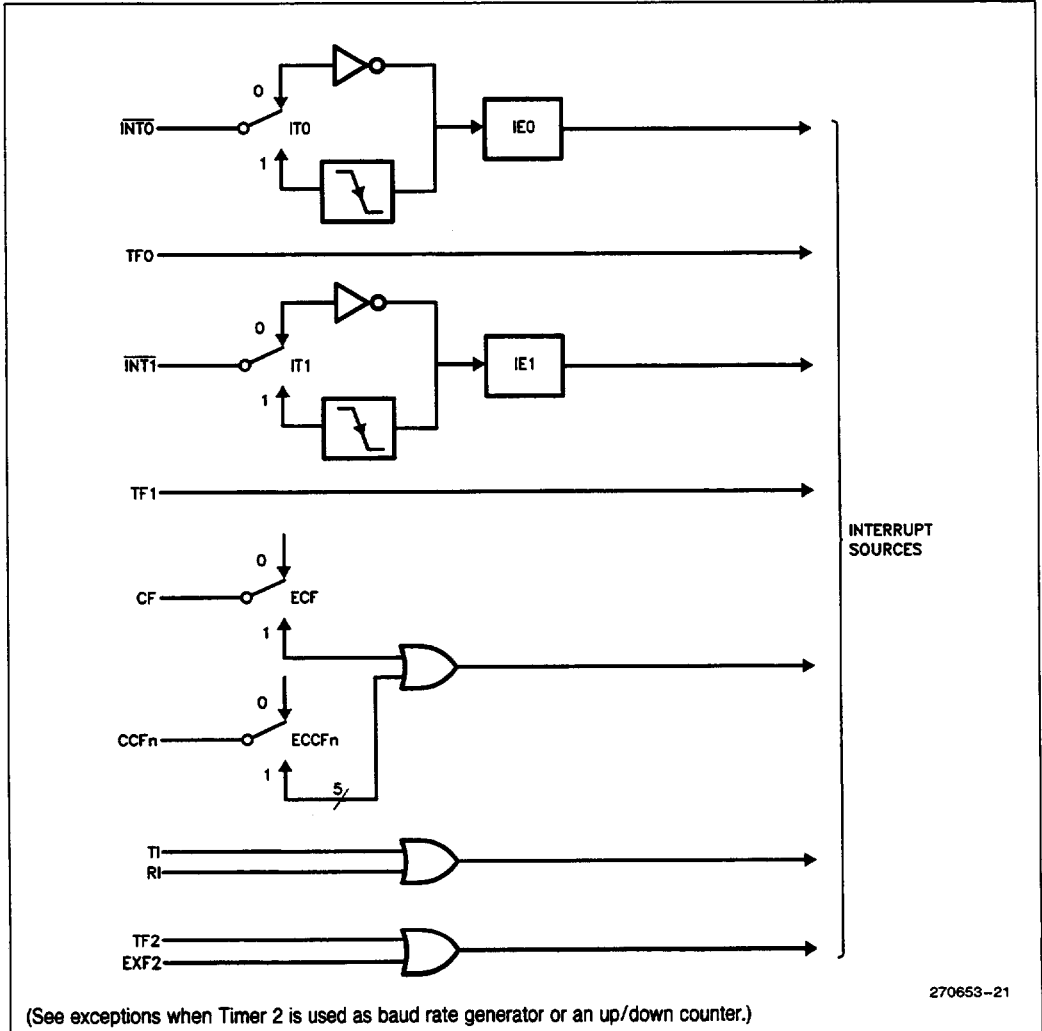 0
INT0
IT0
IE0
1
TF0
0
INT1
IT1
IE1
1
TF1
INTERRUPT
SOURCES
0
CF
ECF
1
0
CCFn
ECCFn
1
5
TI
RI
TF2
EXF2
270653-21
(See exceptions when Timer 2 is used as baud rate generator or an up/down counter.)